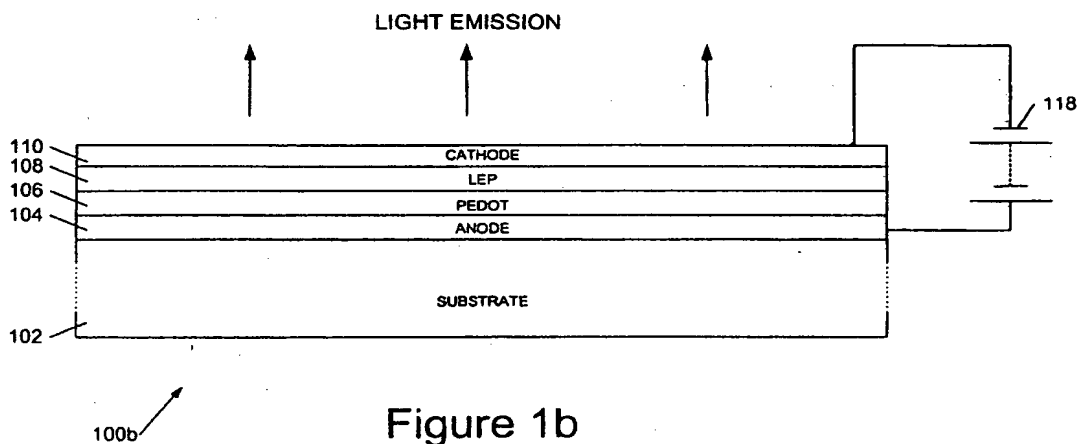 LIGHT EMISSION
118
110
CATHODE
108
LEP
106
PEDOT
104
ANODE
SUBSTRATE
102
100b
Figure 1b